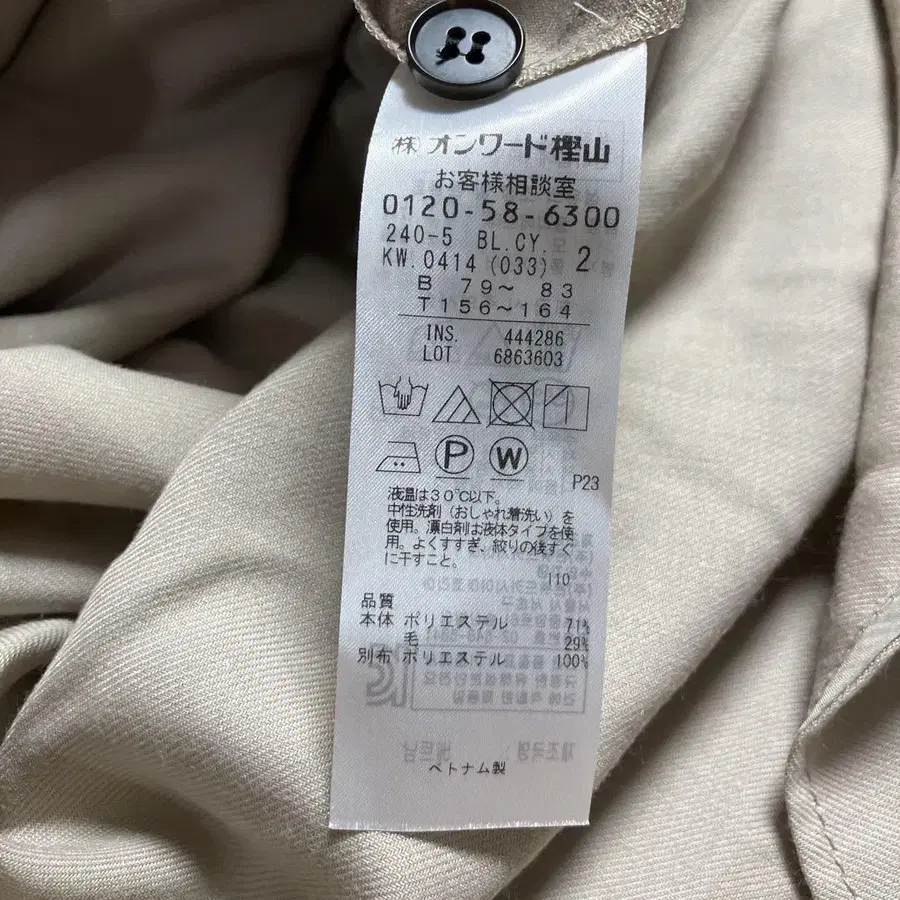 ㈱オンワード樫山
お客様相談室
0120-58-6300
240-5 BL.CY.
KW.0414 (033) 2
B 79～ 83
T156～164
INS. 444286
LOT 6863603
P W
P23
液温は30℃以下。
中性洗剤（おしゃれ着洗い）を
使用。漂白剤は液体タイプを使
用。よくすすぎ、絞りの後すぐ
に干すこと。
I10
品質
本体 ポリエステル 71%
毛 29%
別布 ポリエステル 100%
ベトナム製